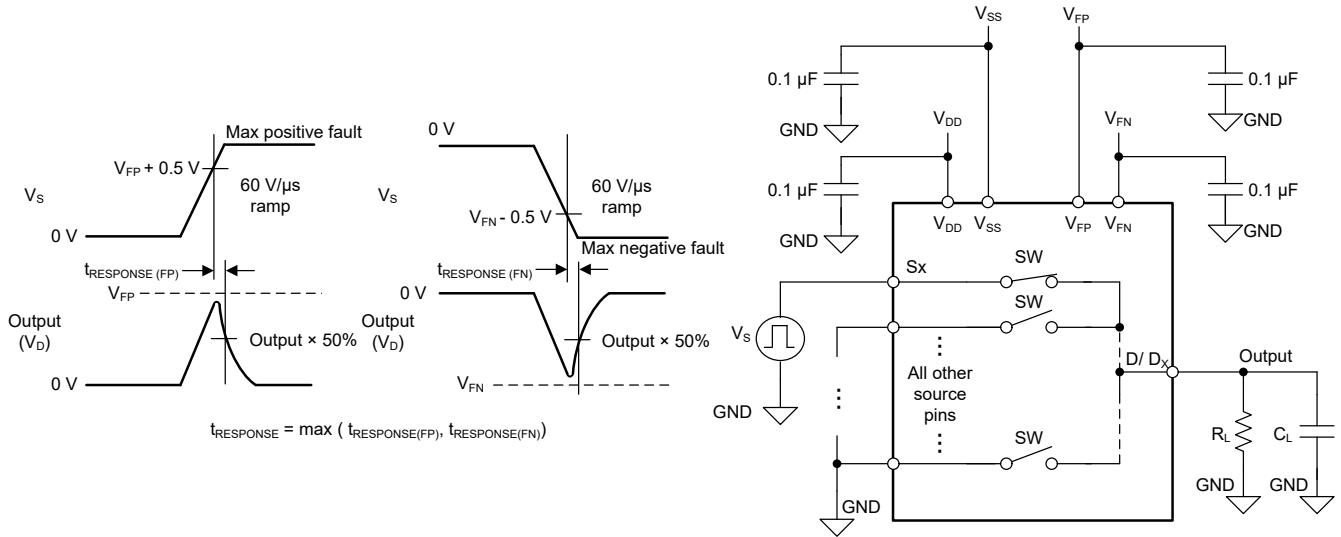 Max positive fault
V_FP + 0.5 V
60 V/µs
ramp
V_S
0 V
t_RESPONSE (FP)
V_FP
Output
(V_D)
Output × 50%
0 V
0 V
V_FN - 0.5 V
60 V/µs
ramp
Max negative fault
t_RESPONSE (FN)
0 V
Output
(V_D)
Output × 50%
V_FN
t_RESPONSE = max ( t_RESPONSE(FP), t_RESPONSE(FN))
V_SS
V_FP
0.1 µF
GND
0.1 µF
GND
V_DD
V_FN
0.1 µF
GND
0.1 µF
GND
V_DD
V_SS
V_FP
V_FN
Sx
SW
SW
V_S
GND
All other
source
pins
SW
GND
D/ D_X
Output
R_L
C_L
GND
GND